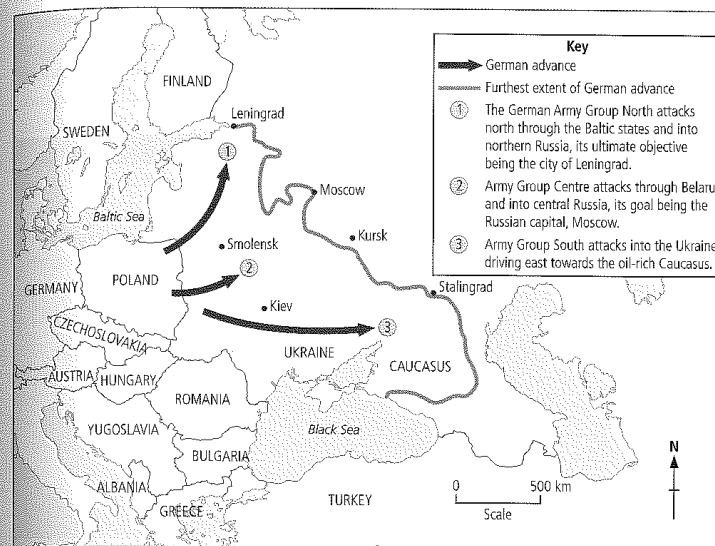 Key
German advance
Furthest extent of German advance
1 The German Army Group North attacks
north through the Baltic states and into
northern Russia, its ultimate objective
being the city of Leningrad.
2 Army Group Centre attacks through Belaru
and into central Russia, its goal being the
Russian capital, Moscow.
3 Army Group South attacks into the Ukraine
driving east towards the oil-rich Caucasus.
FINLAND
Leningrad
SWEDEN
1
Moscow
Baltic Sea
Kursk
Smolensk
2
POLAND
GERMANY
Stalingrad
Kiev
3
CZECHOSLOVAKIA
UKRAINE
CAUCASUS
AUSTRIA
HUNGARY
ROMANIA
YUGOSLAVIA
Black Sea
BULGARIA
N
ALBANIA
0 500 km
Scale
TURKEY
GREECE